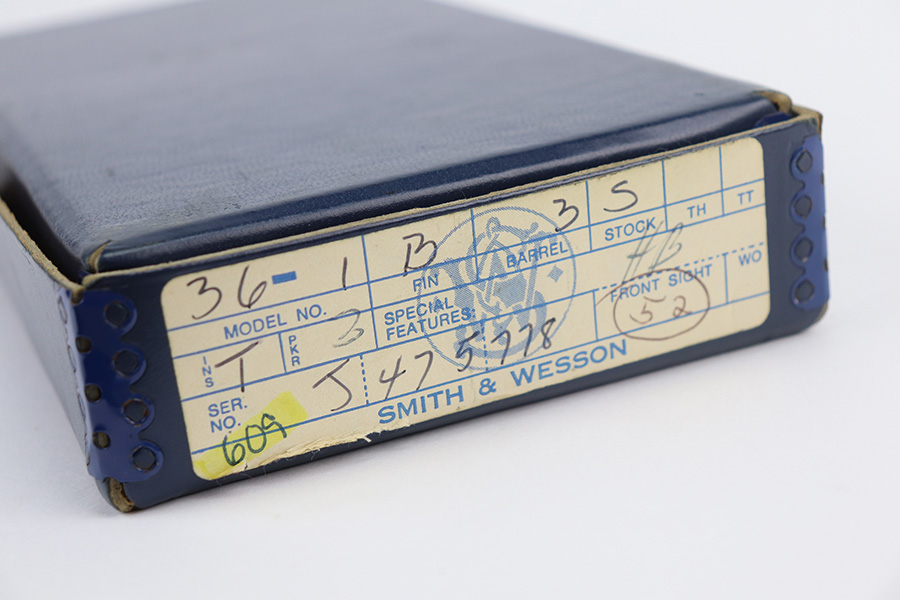 36-1 B 3 S
MODEL NO. FIN BARREL STOCK TH TT
INS T PKR 3 SPECIAL FEATURES: HB FRONT SIGHT WO
52
SER. NO. J 475778
609 SMITH & WESSON